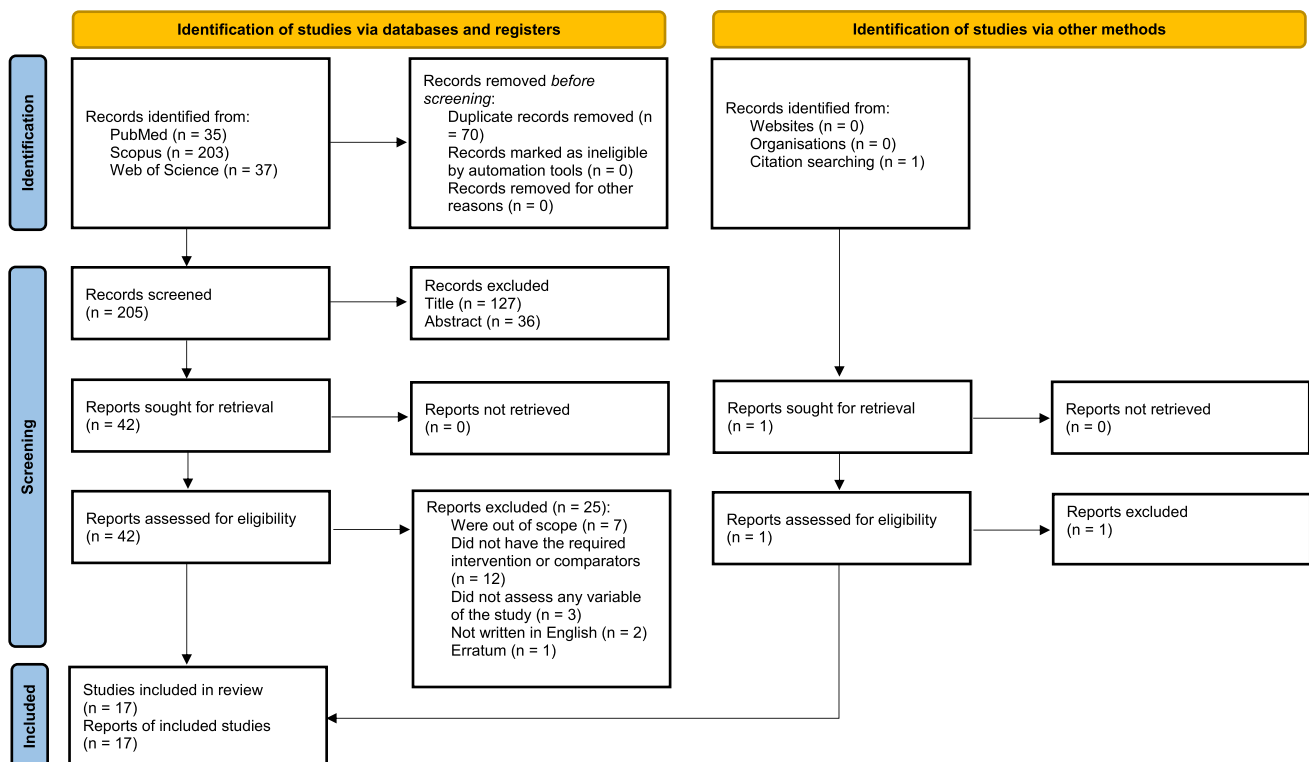 Identification of studies via databases and registers
Identification of studies via other methods
Identification
Records identified from:
PubMed (n = 35)
Scopus (n = 203)
Web of Science (n = 37)
Records removed before
screening:
Duplicate records removed (n
= 70)
Records marked as ineligible
by automation tools (n = 0)
Records removed for other
reasons (n = 0)
Records identified from:
Websites (n = 0)
Organisations (n = 0)
Citation searching (n = 1)
Screening
Records screened
(n = 205)
Records excluded
Title (n = 127)
Abstract (n = 36)
Reports sought for retrieval
(n = 42)
Reports not retrieved
(n = 0)
Reports sought for retrieval
(n = 1)
Reports not retrieved
(n = 0)
Reports assessed for eligibility
(n = 42)
Reports excluded (n = 25):
Were out of scope (n = 7)
Did not have the required
intervention or comparators
(n = 12)
Did not assess any variable
of the study (n = 3)
Not written in English (n = 2)
Erratum (n = 1)
Reports assessed for eligibility
(n = 1)
Reports excluded
(n = 1)
Included
Studies included in review
(n = 17)
Reports of included studies
(n = 17)